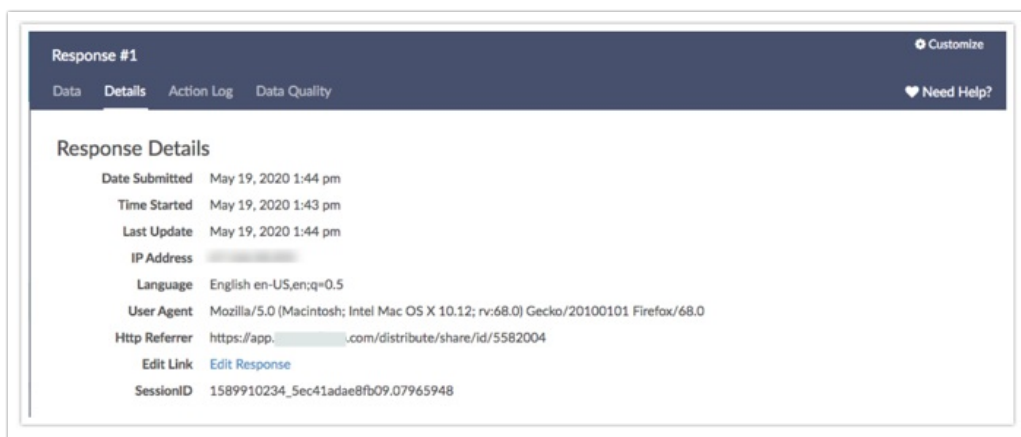 Response #1
Customize
Data Details Action Log Data Quality
Need Help?
Response Details
Date Submitted May 19, 2020 1:44 pm
Time Started May 19, 2020 1:43 pm
Last Update May 19, 2020 1:44 pm
IP Address
Language English en-US,en;q=0.5
User Agent Mozilla/5.0 (Macintosh; Intel Mac OS X 10.12; rv:68.0) Gecko/20100101 Firefox/68.0
Http Referrer https://app. .com/distribute/share/id/5582004
Edit Link Edit Response
SessionID 1589910234_5ec41adae8fb09.07965948